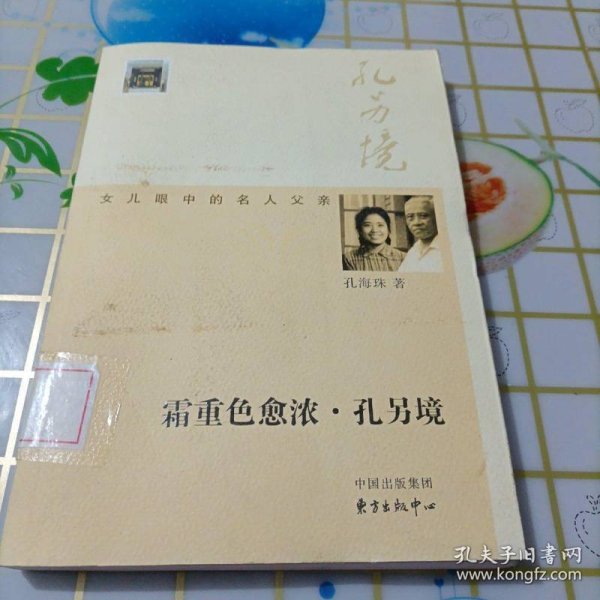 孔另境
女儿眼中的名人父亲
孔海珠 著
霜重色愈浓·孔另境
中国出版集团
东方出版中心
孔夫子旧书网
www.kongfz.com